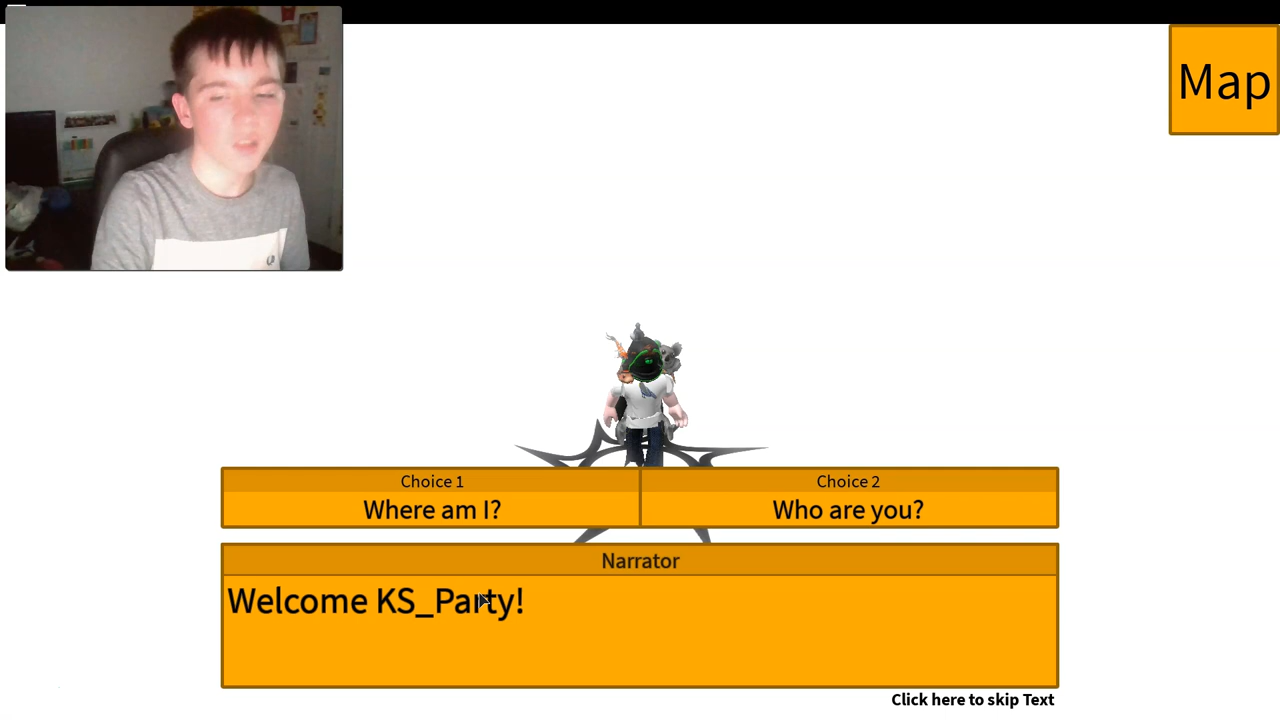 Map
Choice 1
Choice 2
Where am I?
Who are you?
Narrator
Welcome KS_Party!
Click here to skip Text